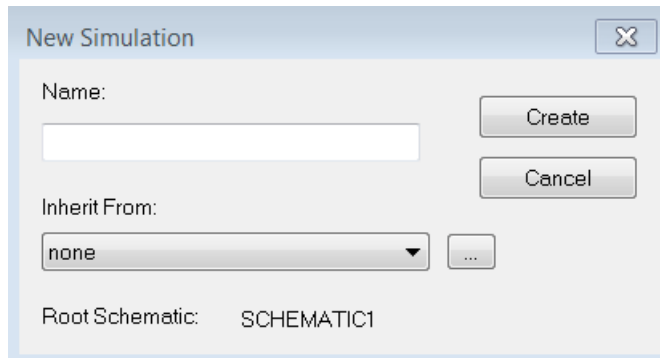 New Simulation
Name:
Create
Cancel
Inherit From:
none
...
Root Schematic: SCHEMATIC1